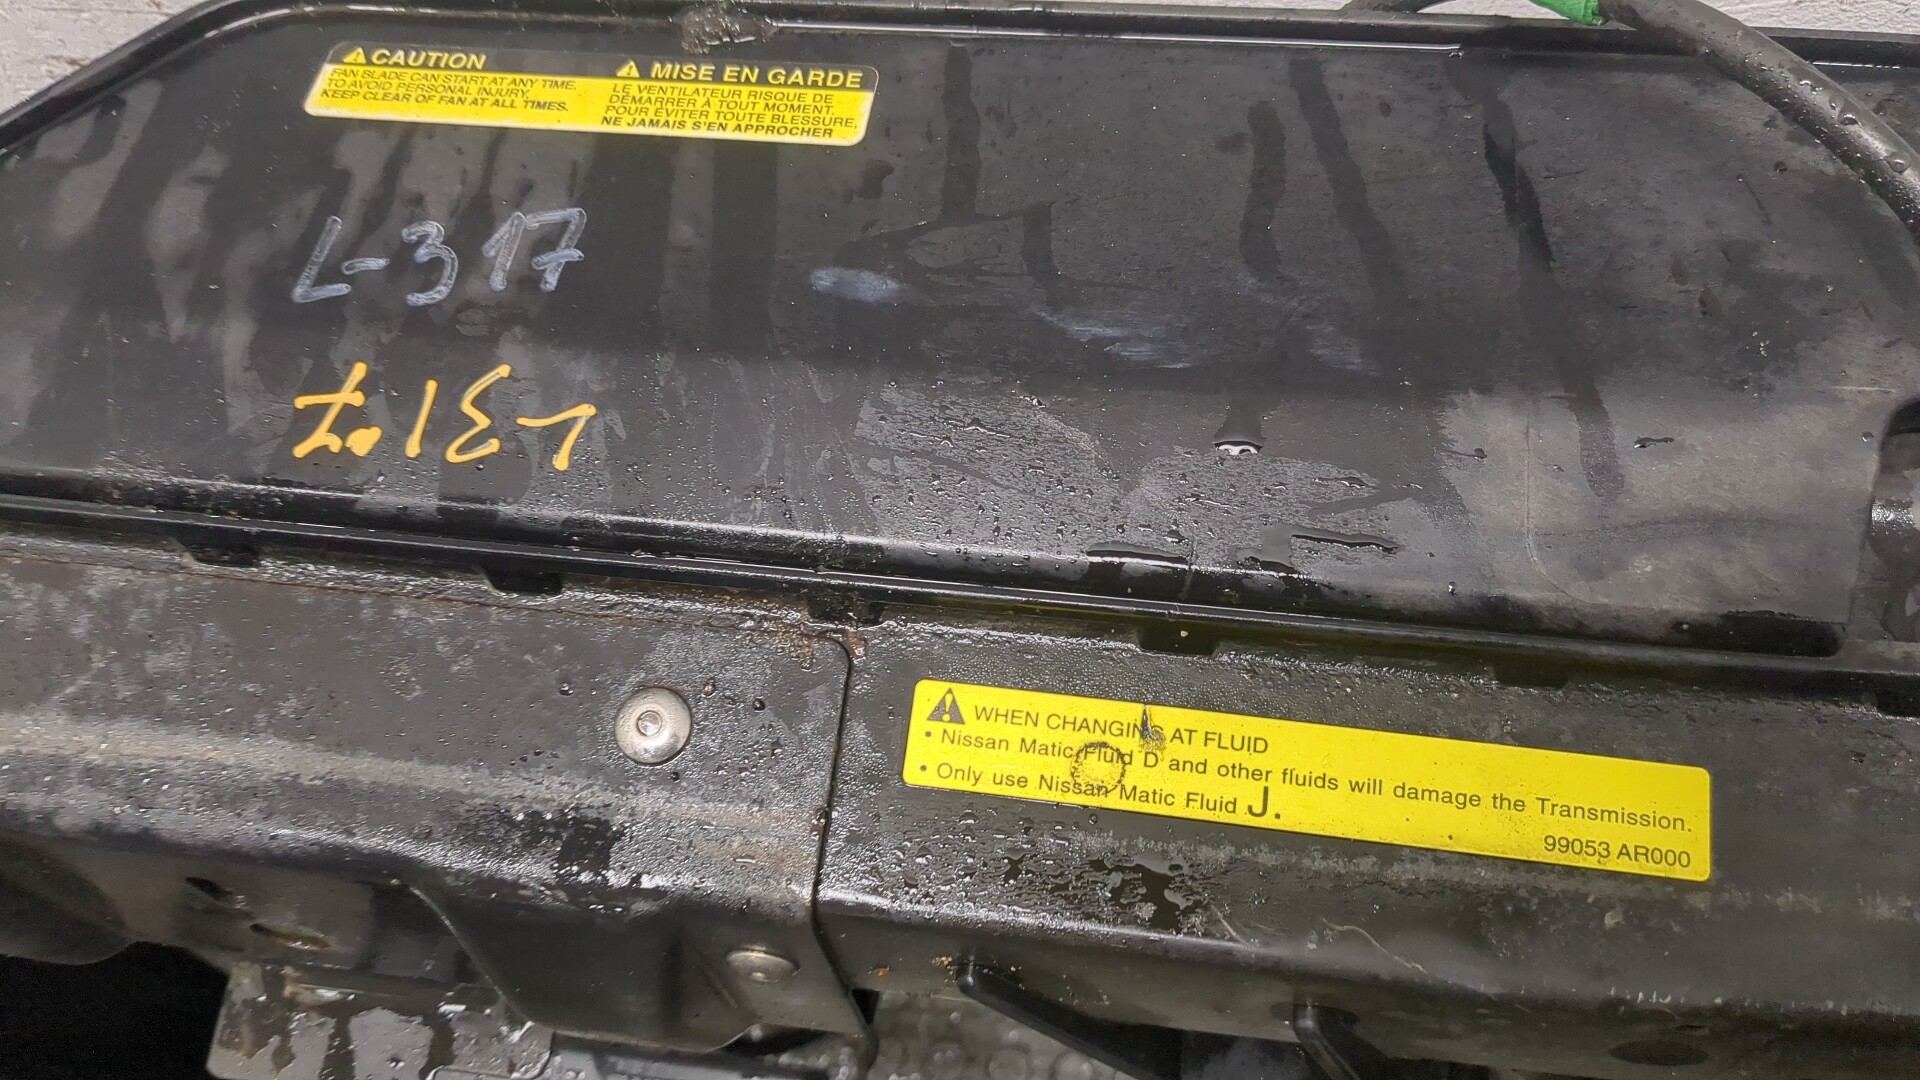 CAUTION
FAN BLADE CAN START AT ANY TIME.
TO AVOID PERSONAL INJURY,
KEEP CLEAR OF FAN AT ALL TIMES.
MISE EN GARDE
LE VENTILATEUR RISQUE DE
DÉMARRER À TOUT MOMENT.
POUR ÉVITER TOUTE BLESSURE,
NE JAMAIS S'EN APPROCHER
L-317
L317
WHEN CHANGING AT FLUID
• Nissan Matic Fluid D and other fluids will damage the Transmission.
• Only use Nissan Matic Fluid J.
99053 AR000